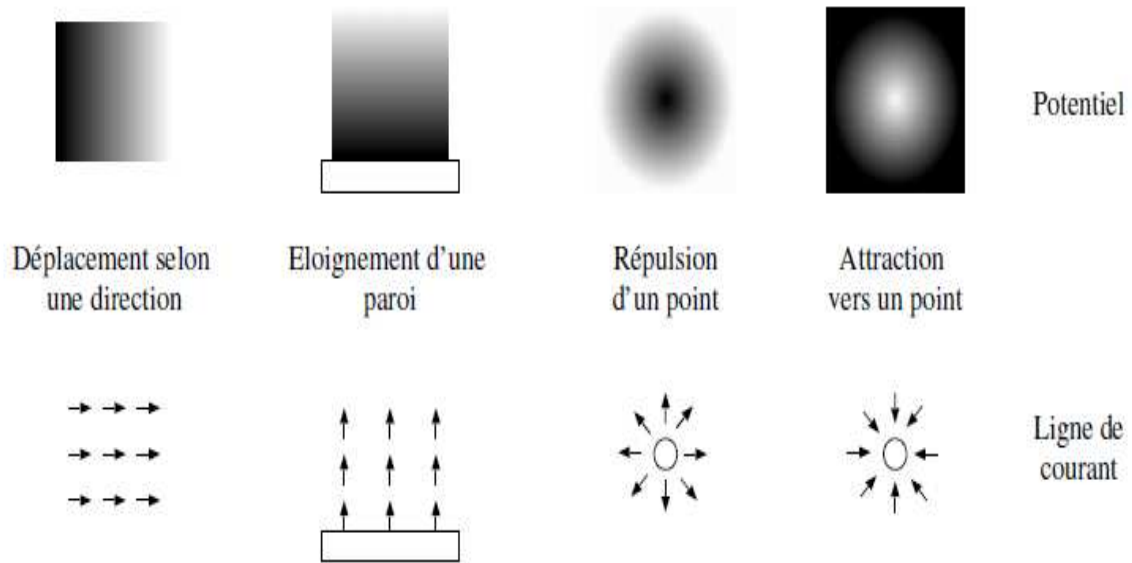 Potentiel
Déplacement selon
une direction
Eloignement d'une
paroi
Répulsion
d'un point
Attraction
vers un point
Ligne de
courant